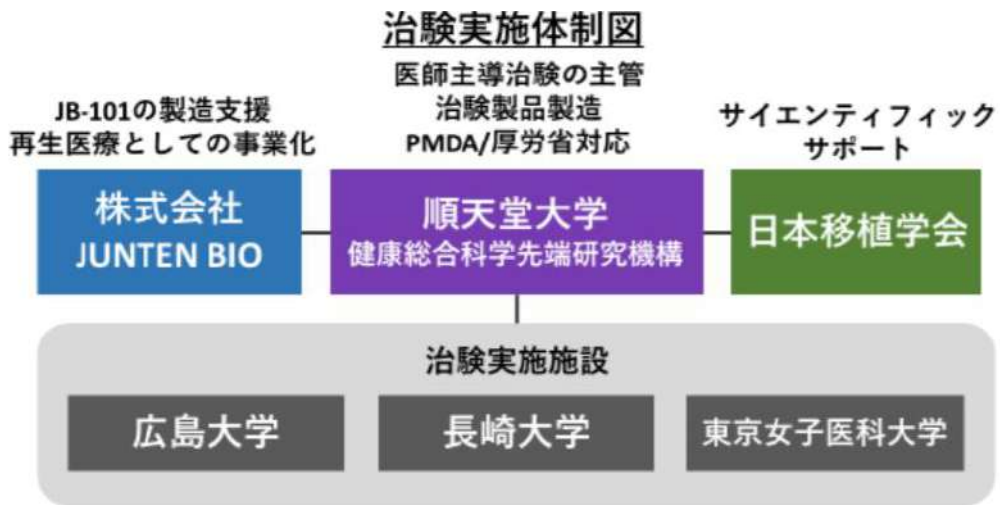 治験実施体制図
医師主導治験の主管
治験製品製造
PMDA/厚労省対応
JB-101の製造支援
再生医療としての事業化
サイエンティフィック
サポート
株式会社
JUNTEN BIO
順天堂大学
健康総合科学先端研究機構
日本移植学会
治験実施施設
広島大学
長崎大学
東京女子医科大学